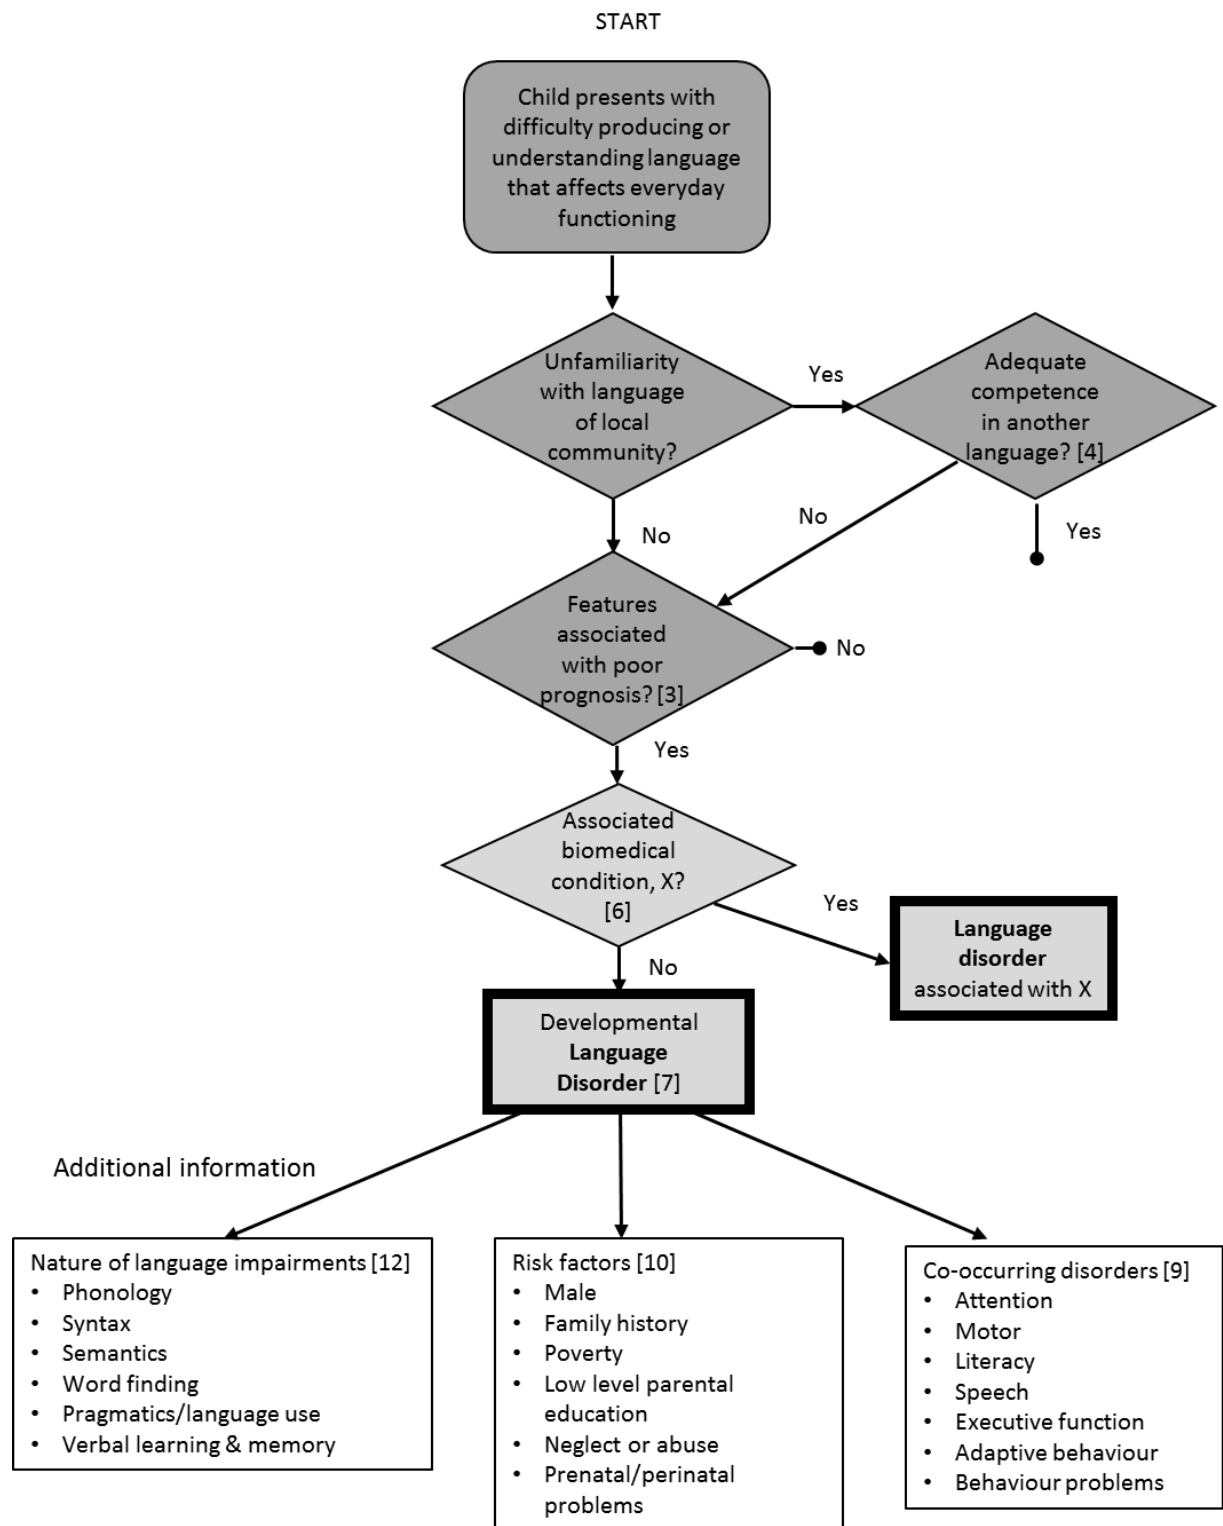 START
Child presents with
difficulty producing or
understanding language
that affects everyday
functioning
Unfamiliarity
with language
of local
community?
Yes
Adequate
competence
in another
language? [4]
No
No
Yes
Features
associated
with poor
prognosis? [3]
No
Yes
Associated
biomedical
condition, X?
[6]
Yes
Language
disorder
associated with X
No
Developmental
Language
Disorder [7]
Additional information
Nature of language impairments [12]
• Phonology
• Syntax
• Semantics
• Word finding
• Pragmatics/language use
• Verbal learning & memory
Risk factors [10]
• Male
• Family history
• Poverty
• Low level parental
education
• Neglect or abuse
• Prenatal/perinatal
problems
Co-occurring disorders [9]
• Attention
• Motor
• Literacy
• Speech
• Executive function
• Adaptive behaviour
• Behaviour problems